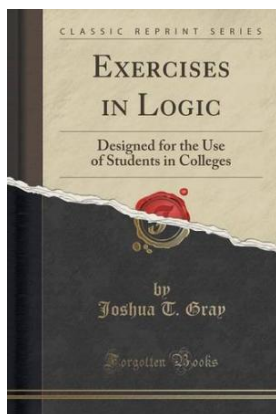 CLASSIC REPRINT SERIES
EXERCISES
IN LOGIC
Designed for the Use
of Students in Colleges
by
Joshua T. Gray
Forgotten Books